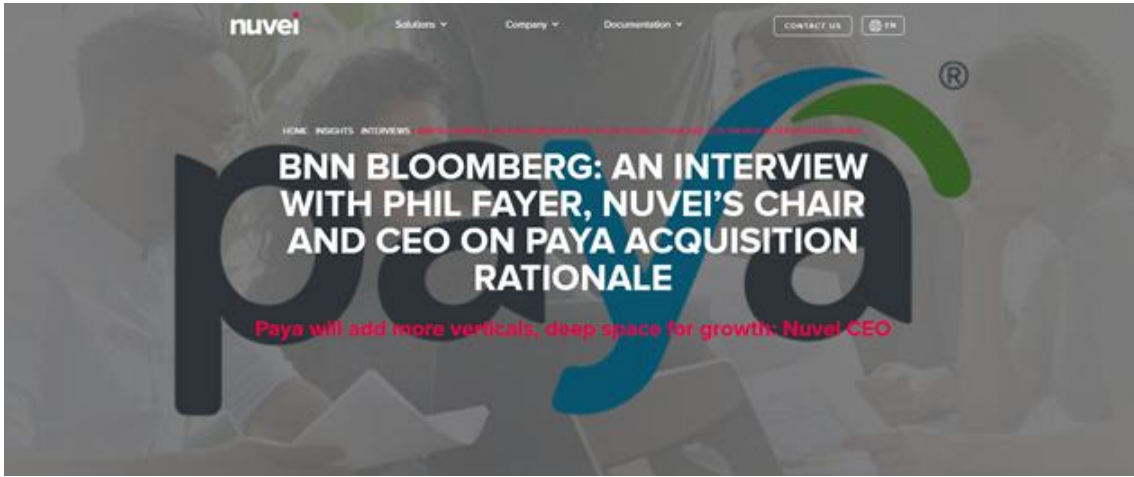 nuvei
Solutions Company Documentation CONTACT US EN
HOME INSIGHTS INTERVIEWS
BNN BLOOMBERG: AN INTERVIEW
WITH PHIL FAYER, NUVEI'S CHAIR
AND CEO ON PAYA ACQUISITION
RATIONALE
Paya will add more verticals, deep space for growth: Nuvei CEO
paya®